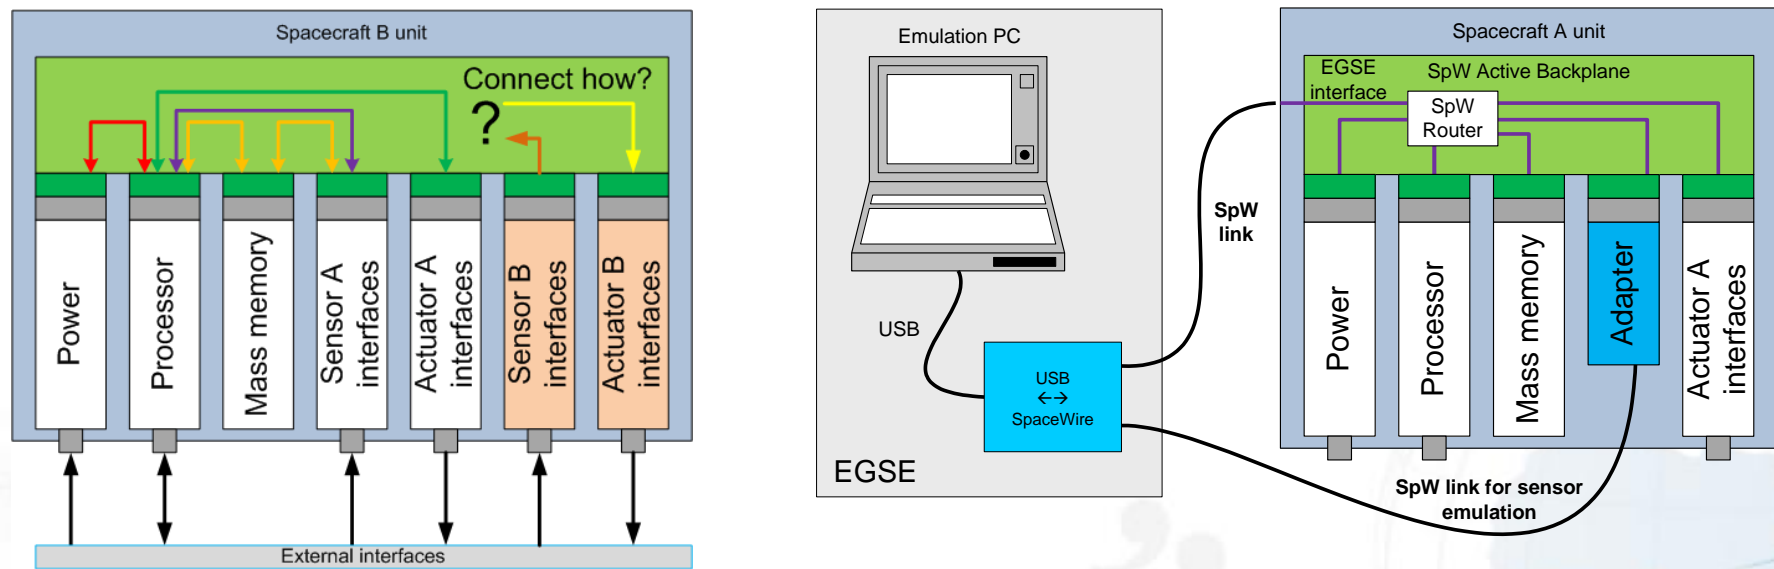 Spacecraft B unit
Connect how?
?
Power
Processor
Mass memory
Sensor A
interfaces
Actuator A
interfaces
Sensor B
interfaces
Actuator B
interfaces
External interfaces
Emulation PC
USB
USB
←→
SpaceWire
EGSE
SpW
link
SpW link for sensor
emulation
Spacecraft A unit
EGSE
interface
SpW Active Backplane
SpW
Router
Power
Processor
Mass memory
Adapter
Actuator A
interfaces